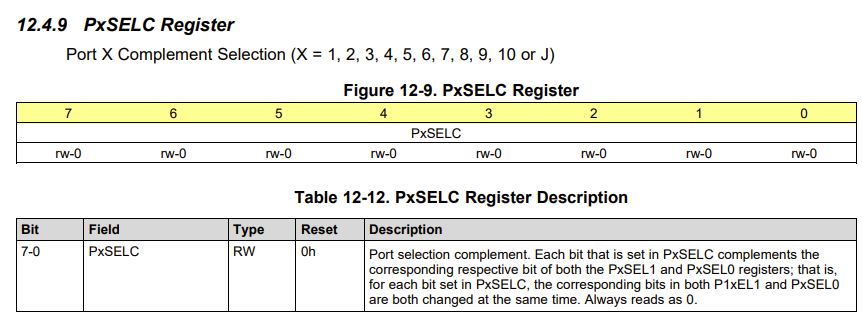 12.4.9 PxSELC Register
Port X Complement Selection (X = 1, 2, 3, 4, 5, 6, 7, 8, 9, 10 or J)
Figure 12-9. PxSELC Register
7 6 5 4 3 2 1 0
PxSELC
rw-0 rw-0 rw-0 rw-0 rw-0 rw-0 rw-0 rw-0
Table 12-12. PxSELC Register Description
Bit Field Type Reset Description
7-0 PxSELC RW 0h Port selection complement. Each bit that is set in PxSELC complements the
corresponding respective bit of both the PxSEL1 and PxSEL0 registers; that is,
for each bit set in PxSELC, the corresponding bits in both P1xEL1 and PxSEL0
are both changed at the same time. Always reads as 0.